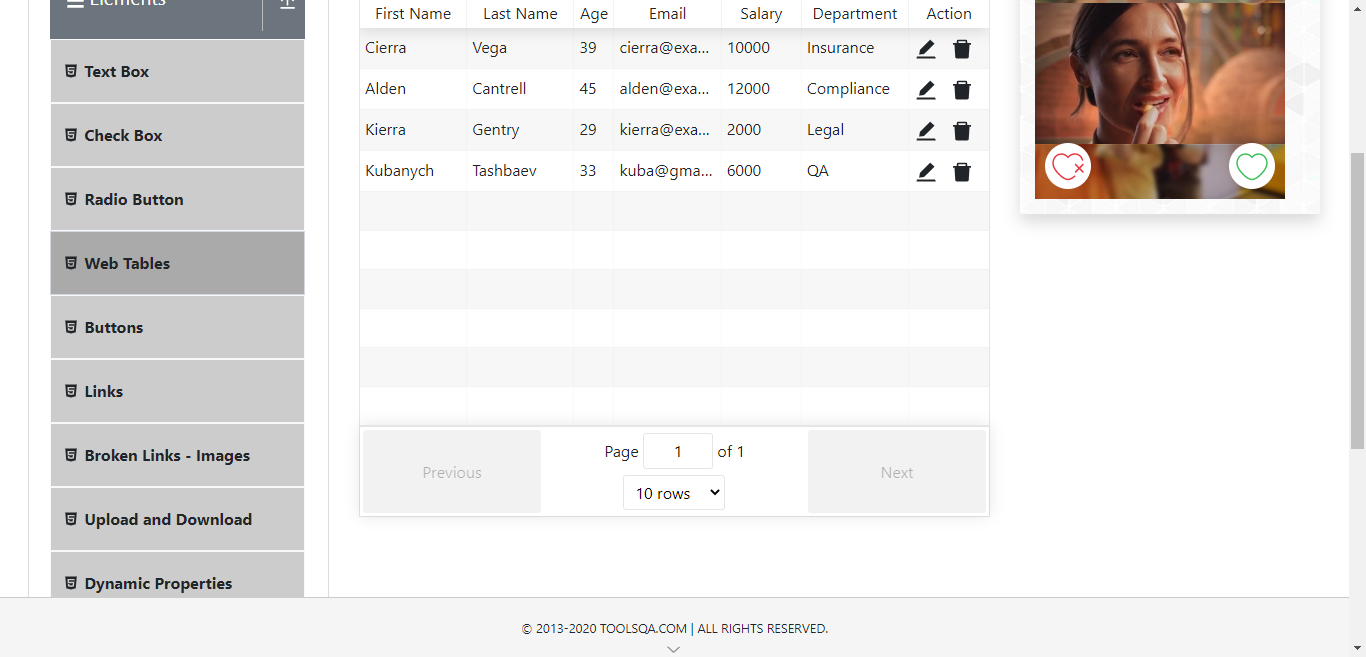 Elements
Text Box
Check Box
Radio Button
Web Tables
Buttons
Links
Broken Links - Images
Upload and Download
Dynamic Properties
First Name Last Name Age Email Salary Department Action
Cierra Vega 39 cierra@exa... 10000 Insurance
Alden Cantrell 45 alden@exa... 12000 Compliance
Kierra Gentry 29 kierra@exa... 2000 Legal
Kubanych Tashbaev 33 kuba@gma... 6000 QA
Previous
Page 1 of 1
10 rows
Next
© 2013-2020 TOOLSQA.COM | ALL RIGHTS RESERVED.